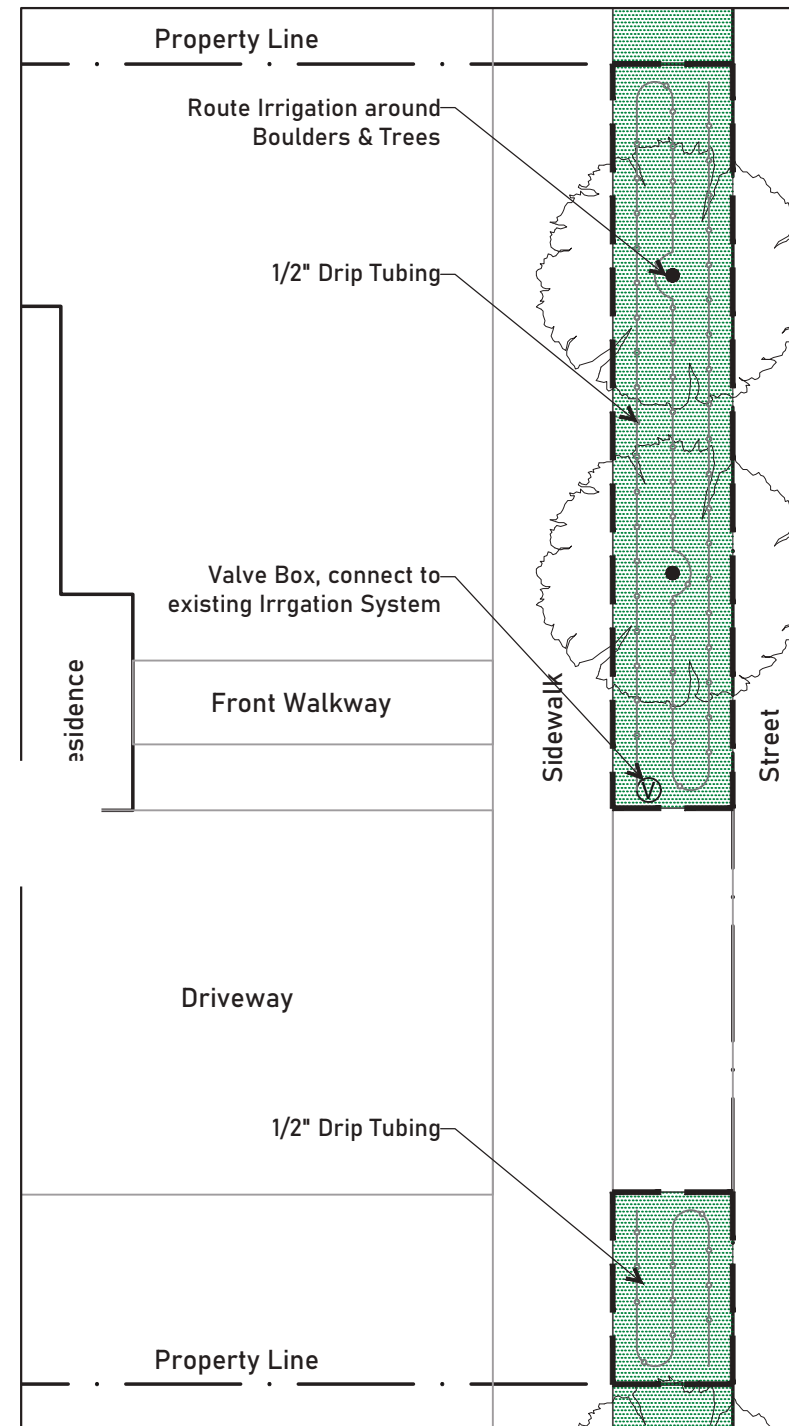 Property Line
Route Irrigation around
Boulders & Trees
1/2" Drip Tubing
Valve Box, connect to
existing Irrgation System
esidence
Front Walkway
Sidewalk
Street
V
Driveway
1/2" Drip Tubing
Property Line